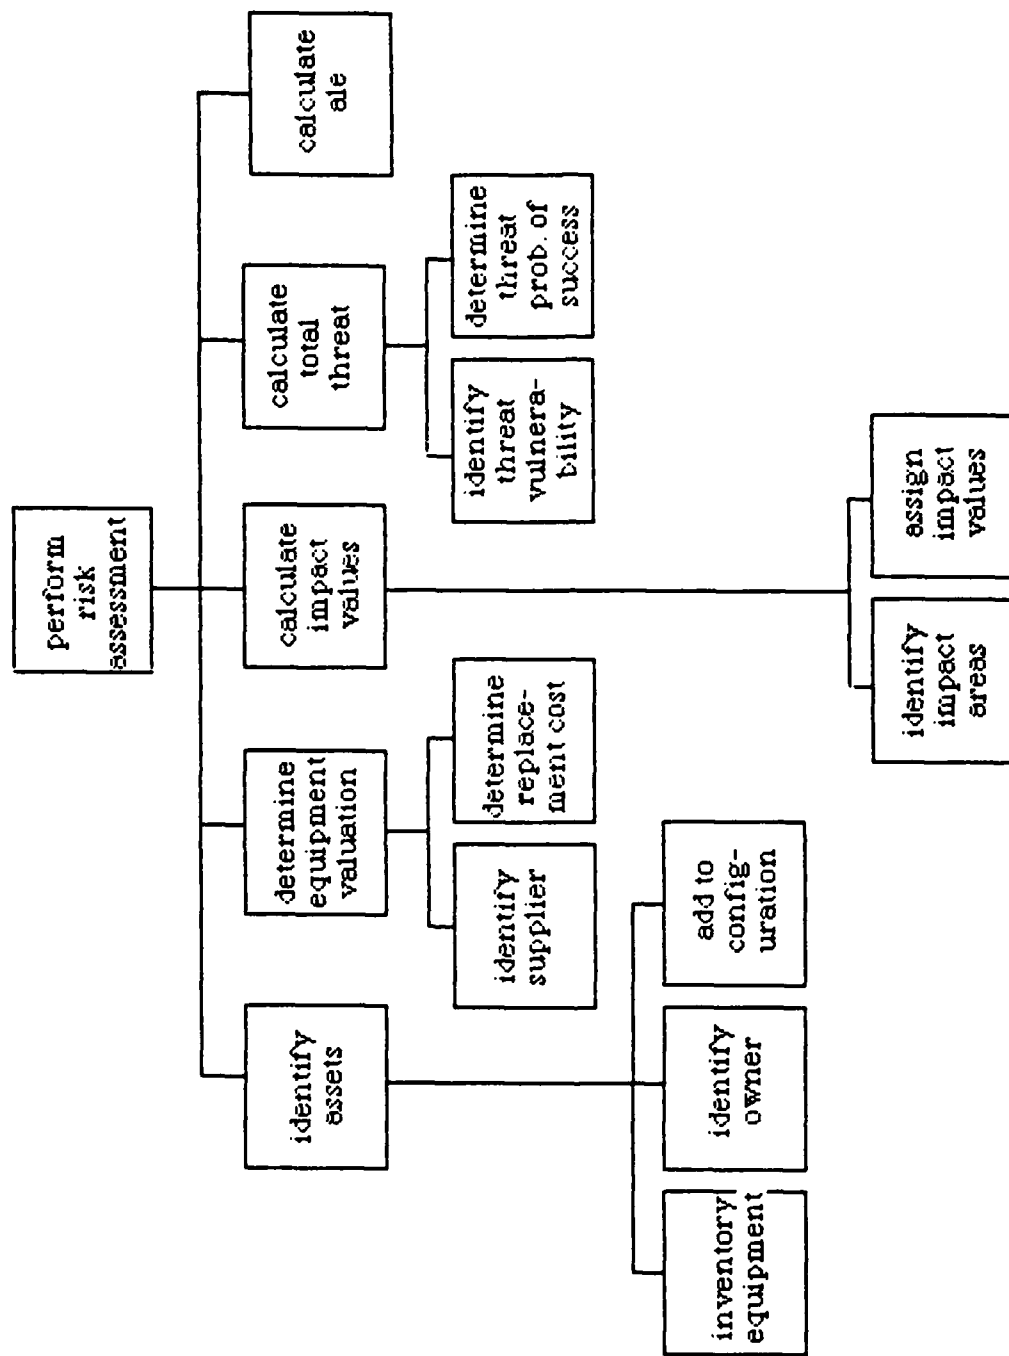 perform
risk
assessment
identify
assets
determine
equipment
valuation
calculate
impact
values
calculate
total
threat
calculate
ale
identify
supplier
determine
replace-
ment cost
identify
threat
vulnera-
bility
determine
threat
prob. of
success
inventory
equipment
identify
owner
add to
config-
uration
identify
impact
areas
assign
impact
values